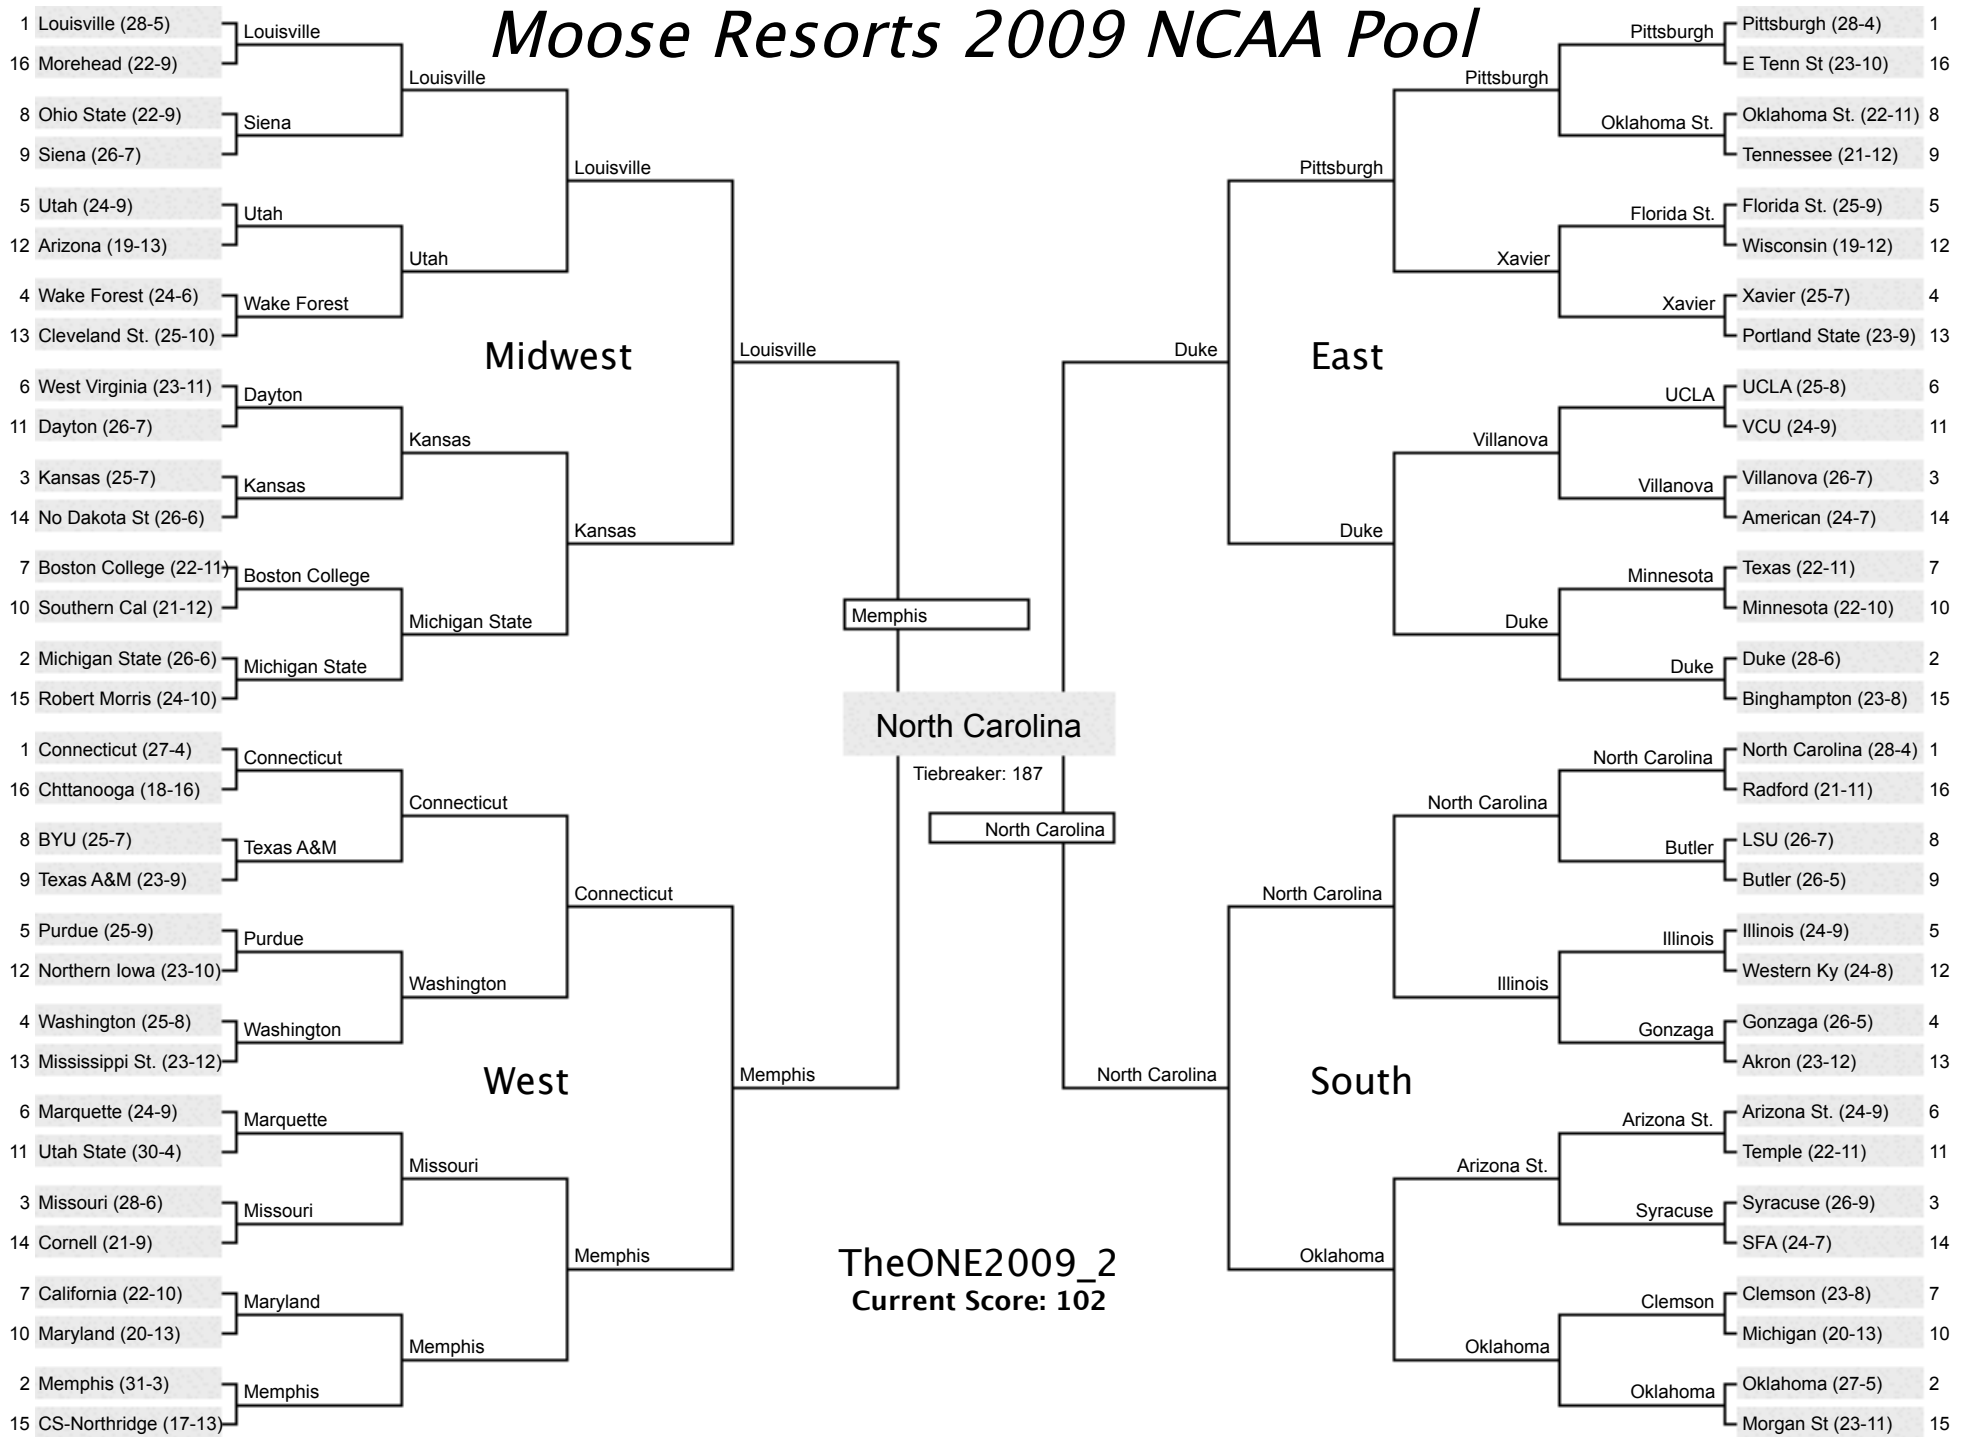 Moose Resorts 2009 NCAA Pool
1 Louisville (28-5)
16 Morehead (22-9)
8 Ohio State (22-9)
9 Siena (26-7)
5 Utah (24-9)
12 Arizona (19-13)
4 Wake Forest (24-6)
13 Cleveland St. (25-10)
6 West Virginia (23-11)
11 Dayton (26-7)
3 Kansas (25-7)
14 No Dakota St (26-6)
7 Boston College (22-11)
10 Southern Cal (21-12)
2 Michigan State (26-6)
15 Robert Morris (24-10)
Louisville
Siena
Utah
Wake Forest
Dayton
Kansas
Boston College
Michigan State
Louisville
Utah
Kansas
Michigan State
Louisville
Kansas
Louisville
Midwest
1 Connecticut (27-4)
16 Chttanooga (18-16)
8 BYU (25-7)
9 Texas A&M (23-9)
5 Purdue (25-9)
12 Northern Iowa (23-10)
4 Washington (25-8)
13 Mississippi St. (23-12)
6 Marquette (24-9)
11 Utah State (30-4)
3 Missouri (28-6)
14 Cornell (21-9)
7 California (22-10)
10 Maryland (20-13)
2 Memphis (31-3)
15 CS-Northridge (17-13)
Connecticut
Texas A&M
Purdue
Washington
Marquette
Missouri
Maryland
Memphis
Connecticut
Washington
Missouri
Memphis
Connecticut
Memphis
Memphis
West
Memphis
North Carolina
Tiebreaker: 187
North Carolina
TheONE2009_2
Current Score: 102
Pittsburgh (28-4) 1
E Tenn St (23-10) 16
Oklahoma St. (22-11) 8
Tennessee (21-12) 9
Florida St. (25-9) 5
Wisconsin (19-12) 12
Xavier (25-7) 4
Portland State (23-9) 13
UCLA (25-8) 6
VCU (24-9) 11
Villanova (26-7) 3
American (24-7) 14
Texas (22-11) 7
Minnesota (22-10) 10
Duke (28-6) 2
Binghampton (23-8) 15
Pittsburgh
Oklahoma St.
Florida St.
Xavier
UCLA
Villanova
Minnesota
Duke
Pittsburgh
Xavier
Villanova
Duke
Pittsburgh
Duke
Duke
East
North Carolina (28-4) 1
Radford (21-11) 16
LSU (26-7) 8
Butler (26-5) 9
Illinois (24-9) 5
Western Ky (24-8) 12
Gonzaga (26-5) 4
Akron (23-12) 13
Arizona St. (24-9) 6
Temple (22-11) 11
Syracuse (26-9) 3
SFA (24-7) 14
Clemson (23-8) 7
Michigan (20-13) 10
Oklahoma (27-5) 2
Morgan St (23-11) 15
North Carolina
Butler
Illinois
Gonzaga
Arizona St.
Syracuse
Clemson
Oklahoma
North Carolina
Illinois
Arizona St.
Oklahoma
North Carolina
Oklahoma
North Carolina
South